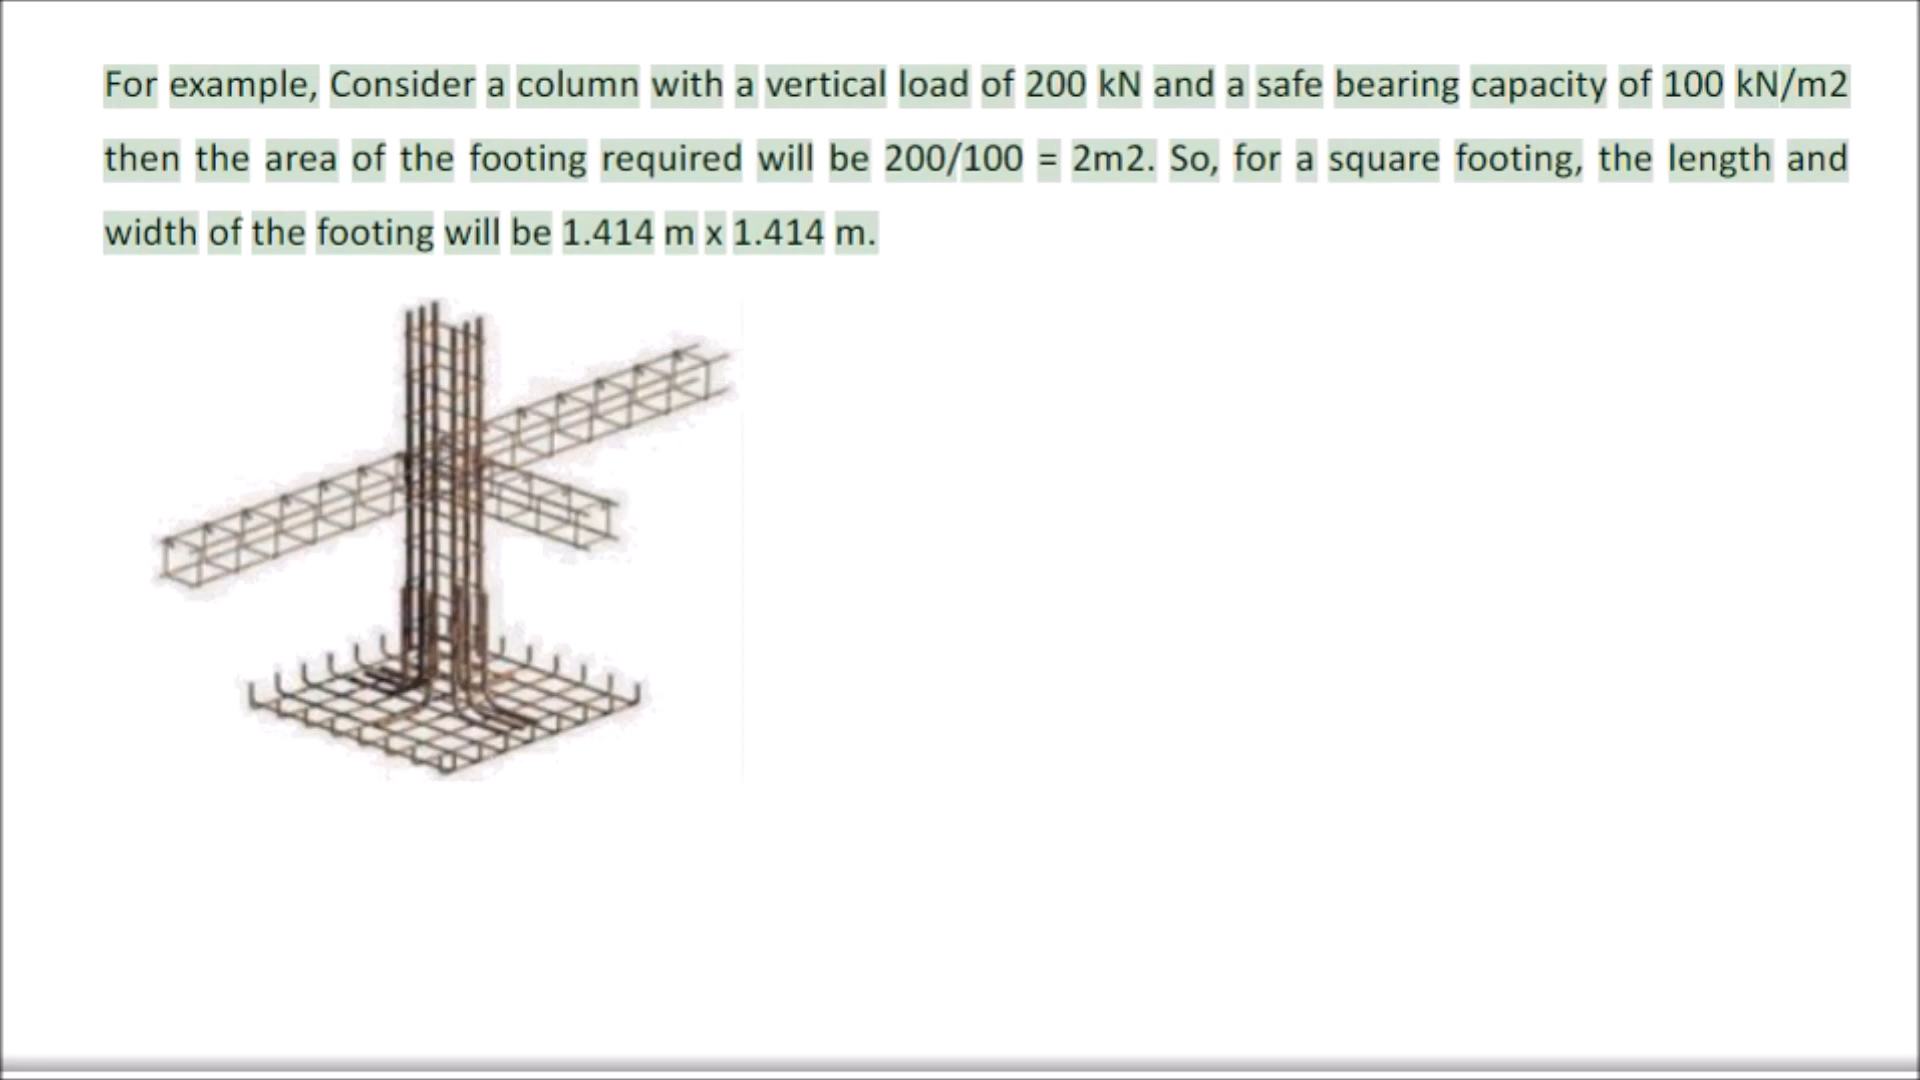 For example, Consider a column with a vertical load of 200 kN and a safe bearing capacity of 100 kN/m2
then the area of the footing required will be 200/100 = 2m2. So, for a square footing, the length and
width of the footing will be 1.414 m x 1.414 m.